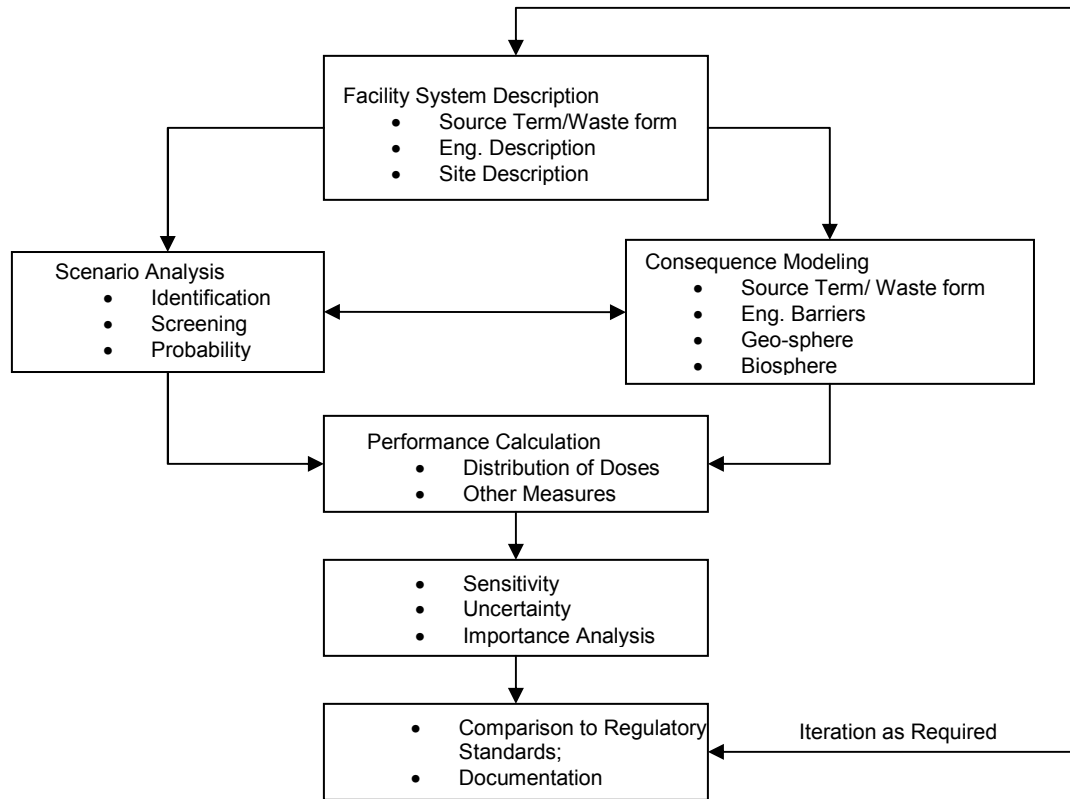 Facility System Description
• Source Term/Waste form
• Eng. Description
• Site Description
Scenario Analysis
• Identification
• Screening
• Probability
Consequence Modeling
• Source Term/ Waste form
• Eng. Barriers
• Geo-sphere
• Biosphere
Performance Calculation
• Distribution of Doses
• Other Measures
• Sensitivity
• Uncertainty
• Importance Analysis
• Comparison to Regulatory
Standards;
• Documentation
Iteration as Required